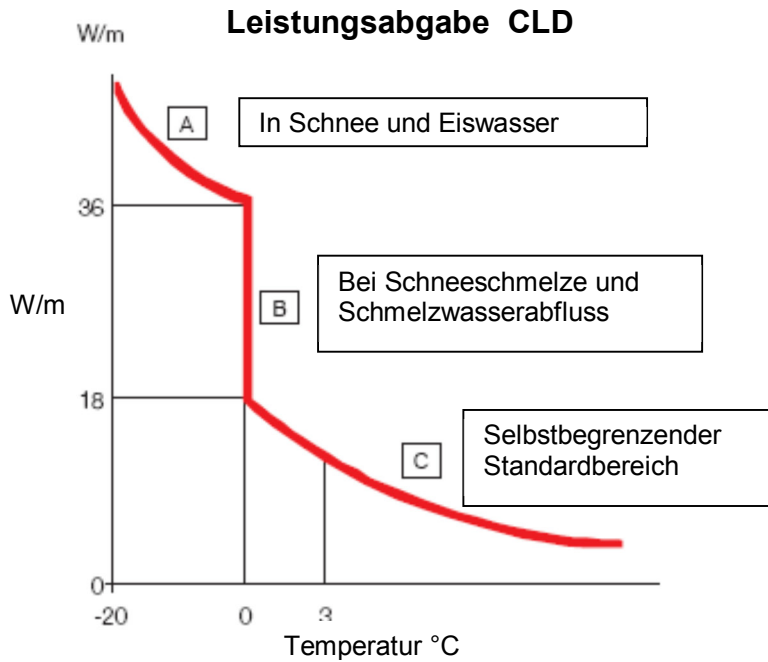 Leistungsabgabe CLD
W/m
A
In Schnee und Eiswasser
36
W/m
B
Bei Schneeschmelze und
Schmelzwasserabfluss
18
C
Selbstbegrenzender
Standardbereich
0
-20
0
3
Temperatur °C